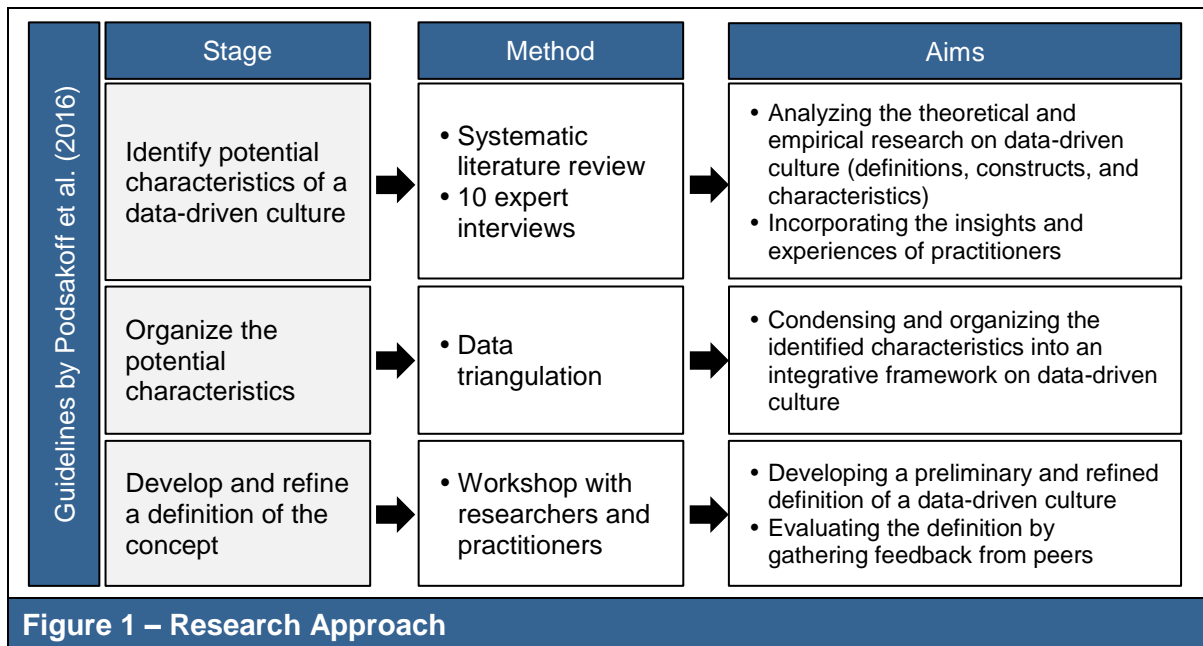 Guidelines by Podsakoff et al. (2016)
Stage
Method
Aims
Identify potential
characteristics of a
data-driven culture
• Systematic
literature review
• 10 expert
interviews
• Analyzing the theoretical and
empirical research on data-driven
culture (definitions, constructs, and
characteristics)
• Incorporating the insights and
experiences of practitioners
Organize the
potential
characteristics
• Data
triangulation
• Condensing and organizing the
identified characteristics into an
integrative framework on data-driven
culture
Develop and refine
a definition of the
concept
• Workshop with
researchers and
practitioners
• Developing a preliminary and refined
definition of a data-driven culture
• Evaluating the definition by
gathering feedback from peers
Figure 1 – Research Approach